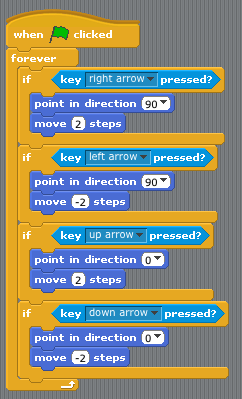 when clicked
forever
if key right arrow pressed?
point in direction 90
move 2 steps
if key left arrow pressed?
point in direction 90
move -2 steps
if key up arrow pressed?
point in direction 0
move 2 steps
if key down arrow pressed?
point in direction 0
move -2 steps